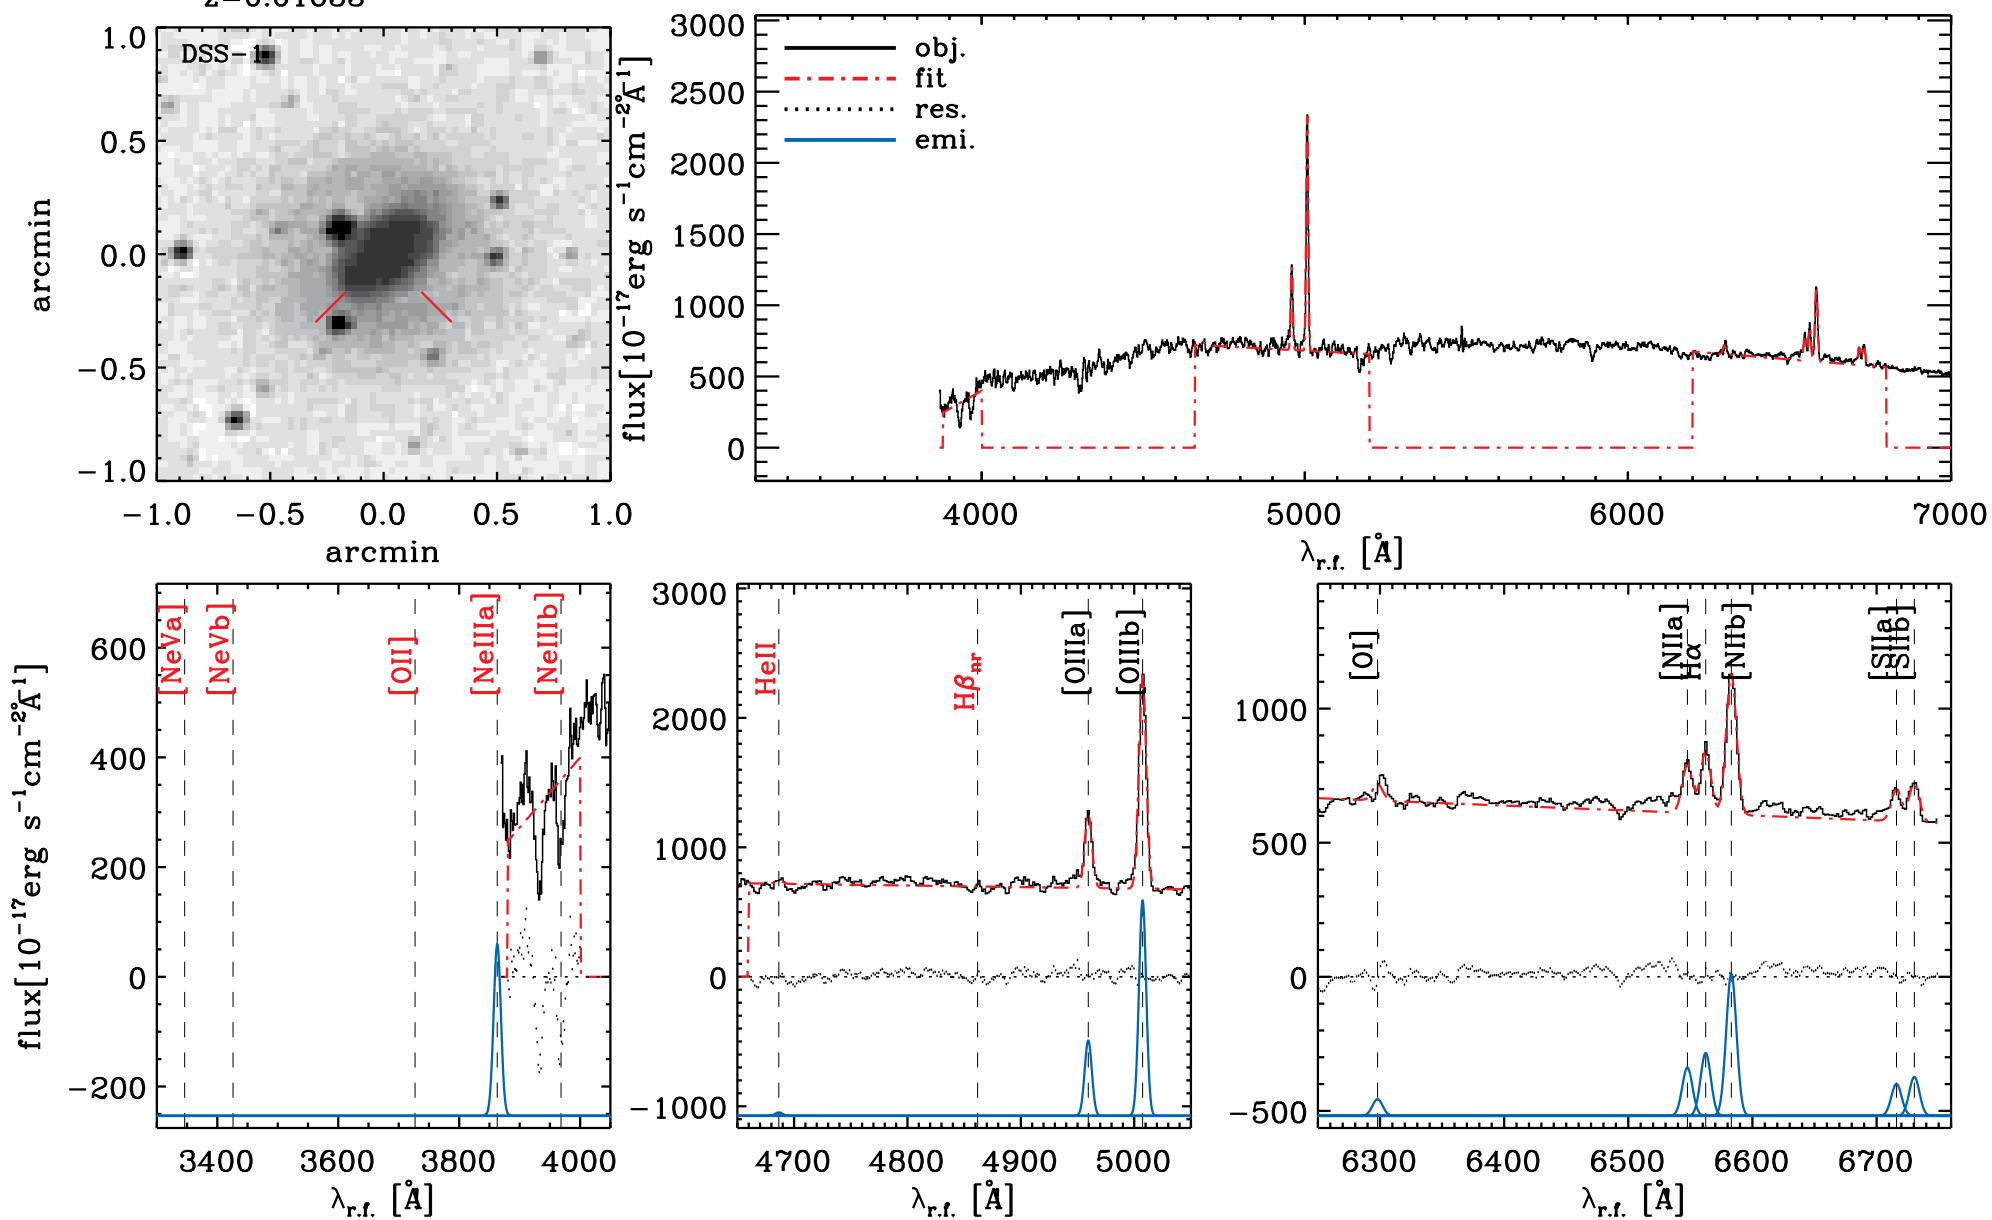 DSS-1
1.0
0.5
0.0
−0.5
−1.0
arcmin
−1.0 −0.5 0.0 0.5 1.0
arcmin
flux[10⁻¹⁷erg s⁻¹cm⁻²Å⁻¹]
3000
2500
2000
1500
1000
500
0
obj.
fit
res.
emi.
4000 5000 6000 7000
λr.f. [Å]
flux[10⁻¹⁷erg s⁻¹cm⁻²Å⁻¹]
600
400
200
0
−200
[NeVa]
[NeVb]
[OII]
[NeIIIa]
[NeIIIb]
3400 3600 3800 4000
λr.f. [Å]
3000
2000
1000
0
−1000
HeII
Hβnr
[OIIIa]
[OIIIb]
4700 4800 4900 5000
λr.f. [Å]
1000
500
0
−500
[OI]
[NIIa]
Hα
[NIIb]
[SIIa]
[SIIb]
6300 6400 6500 6600 6700
λr.f. [Å]